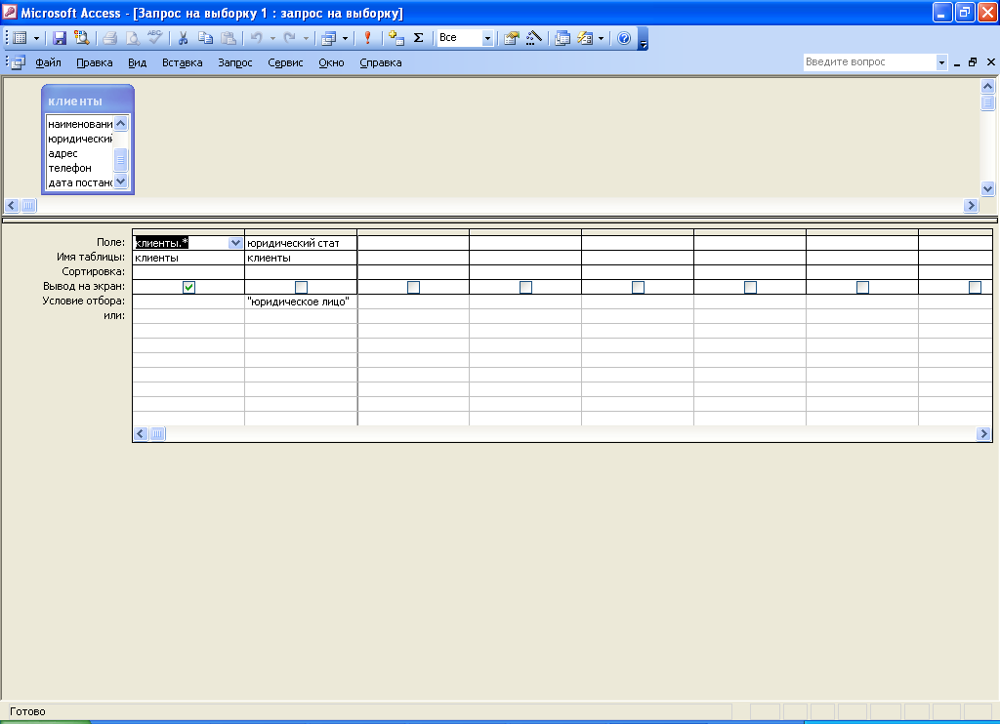 Microsoft Access - [Запрос на выборку 1 : запрос на выборку]
Все
Файл Правка Вид Вставка Запрос Сервис Окно Справка Введите вопрос
клиенты
наименовани
юридический
адрес
телефон
дата постано
Поле: клиенты.* юридический стат
Имя таблицы: клиенты клиенты
Сортировка:
Вывод на экран:
Условие отбора: "юридическое лицо"
или:
Готово